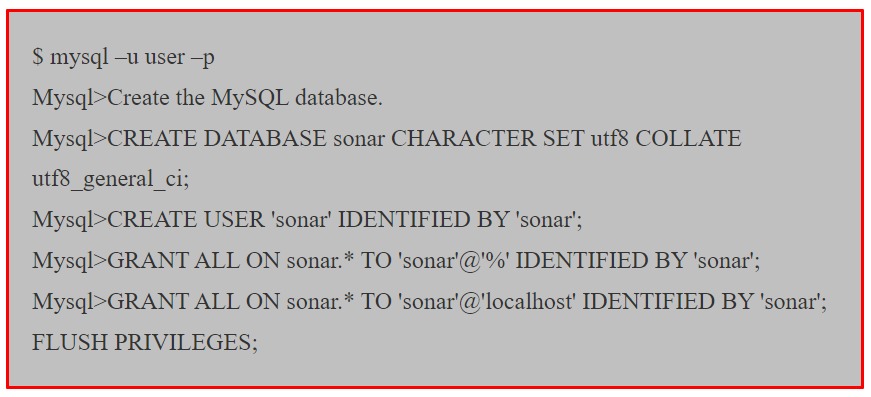 $ mysql –u user –p
Mysql>Create the MySQL database.
Mysql>CREATE DATABASE sonar CHARACTER SET utf8 COLLATE
utf8_general_ci;
Mysql>CREATE USER 'sonar' IDENTIFIED BY 'sonar';
Mysql>GRANT ALL ON sonar.* TO 'sonar'@'%' IDENTIFIED BY 'sonar';
Mysql>GRANT ALL ON sonar.* TO 'sonar'@'localhost' IDENTIFIED BY 'sonar';
FLUSH PRIVILEGES;